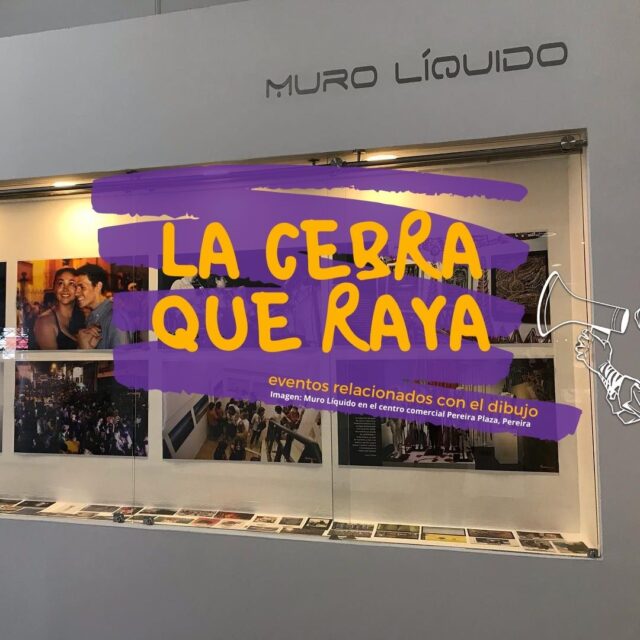 MURO LÍQUIDO
LA CEBRA
QUE RAYA
eventos relacionados con el dibujo
Imagen: Muro Líquido en el centro comercial Pereira Plaza, Pereira